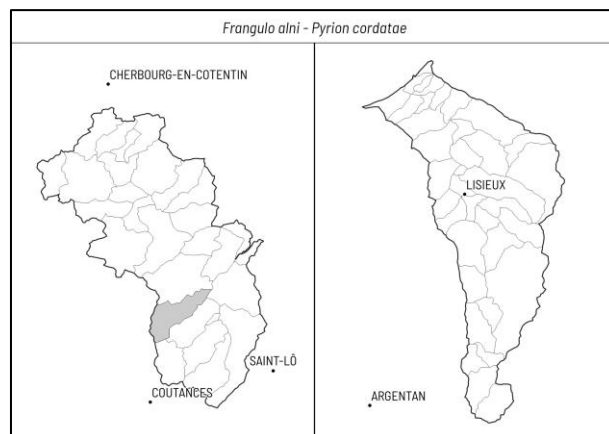 Frangulo alni - Pyrion cordatae
CHERBOURG-EN-COTENTIN
LISIEUX
SAINT-LÔ
COUTANCES
ARGENTAN